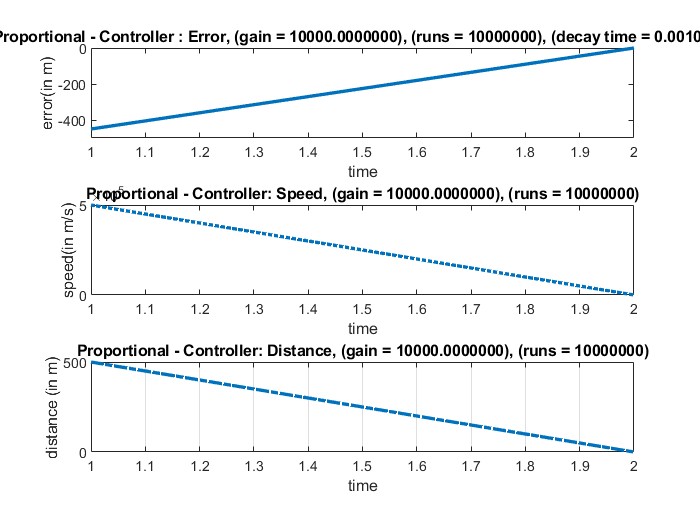 Proportional - Controller : Error, (gain = 10000.0000000), (runs = 10000000), (decay time = 0.0010
0
-200
-400
error(in m)
1 1.1 1.2 1.3 1.4 1.5 1.6 1.7 1.8 1.9 2
time
Proportional - Controller: Speed, (gain = 10000.0000000), (runs = 10000000)
5
0
speed(in m/s)
1 1.1 1.2 1.3 1.4 1.5 1.6 1.7 1.8 1.9 2
time
Proportional - Controller: Distance, (gain = 10000.0000000), (runs = 10000000)
500
0
distance (in m)
1 1.1 1.2 1.3 1.4 1.5 1.6 1.7 1.8 1.9 2
time